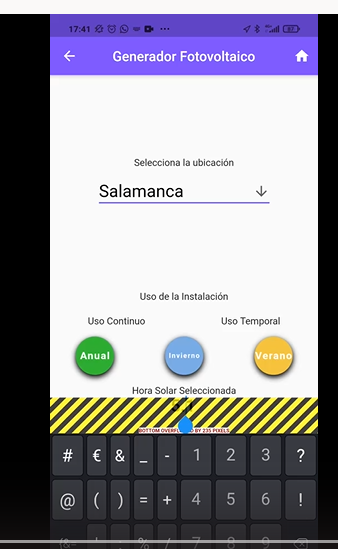 17:41
Generador Fotovoltaico
Selecciona la ubicación
Salamanca
Uso de la Instalación
Uso Continuo Uso Temporal
Anual Invierno Verano
Hora Solar Seleccionada
BOTTOM OVERFLOWED BY 235 PIXELS
# € & _ - 1 2 3 ?
@ ( ) = + 4 5 6 !